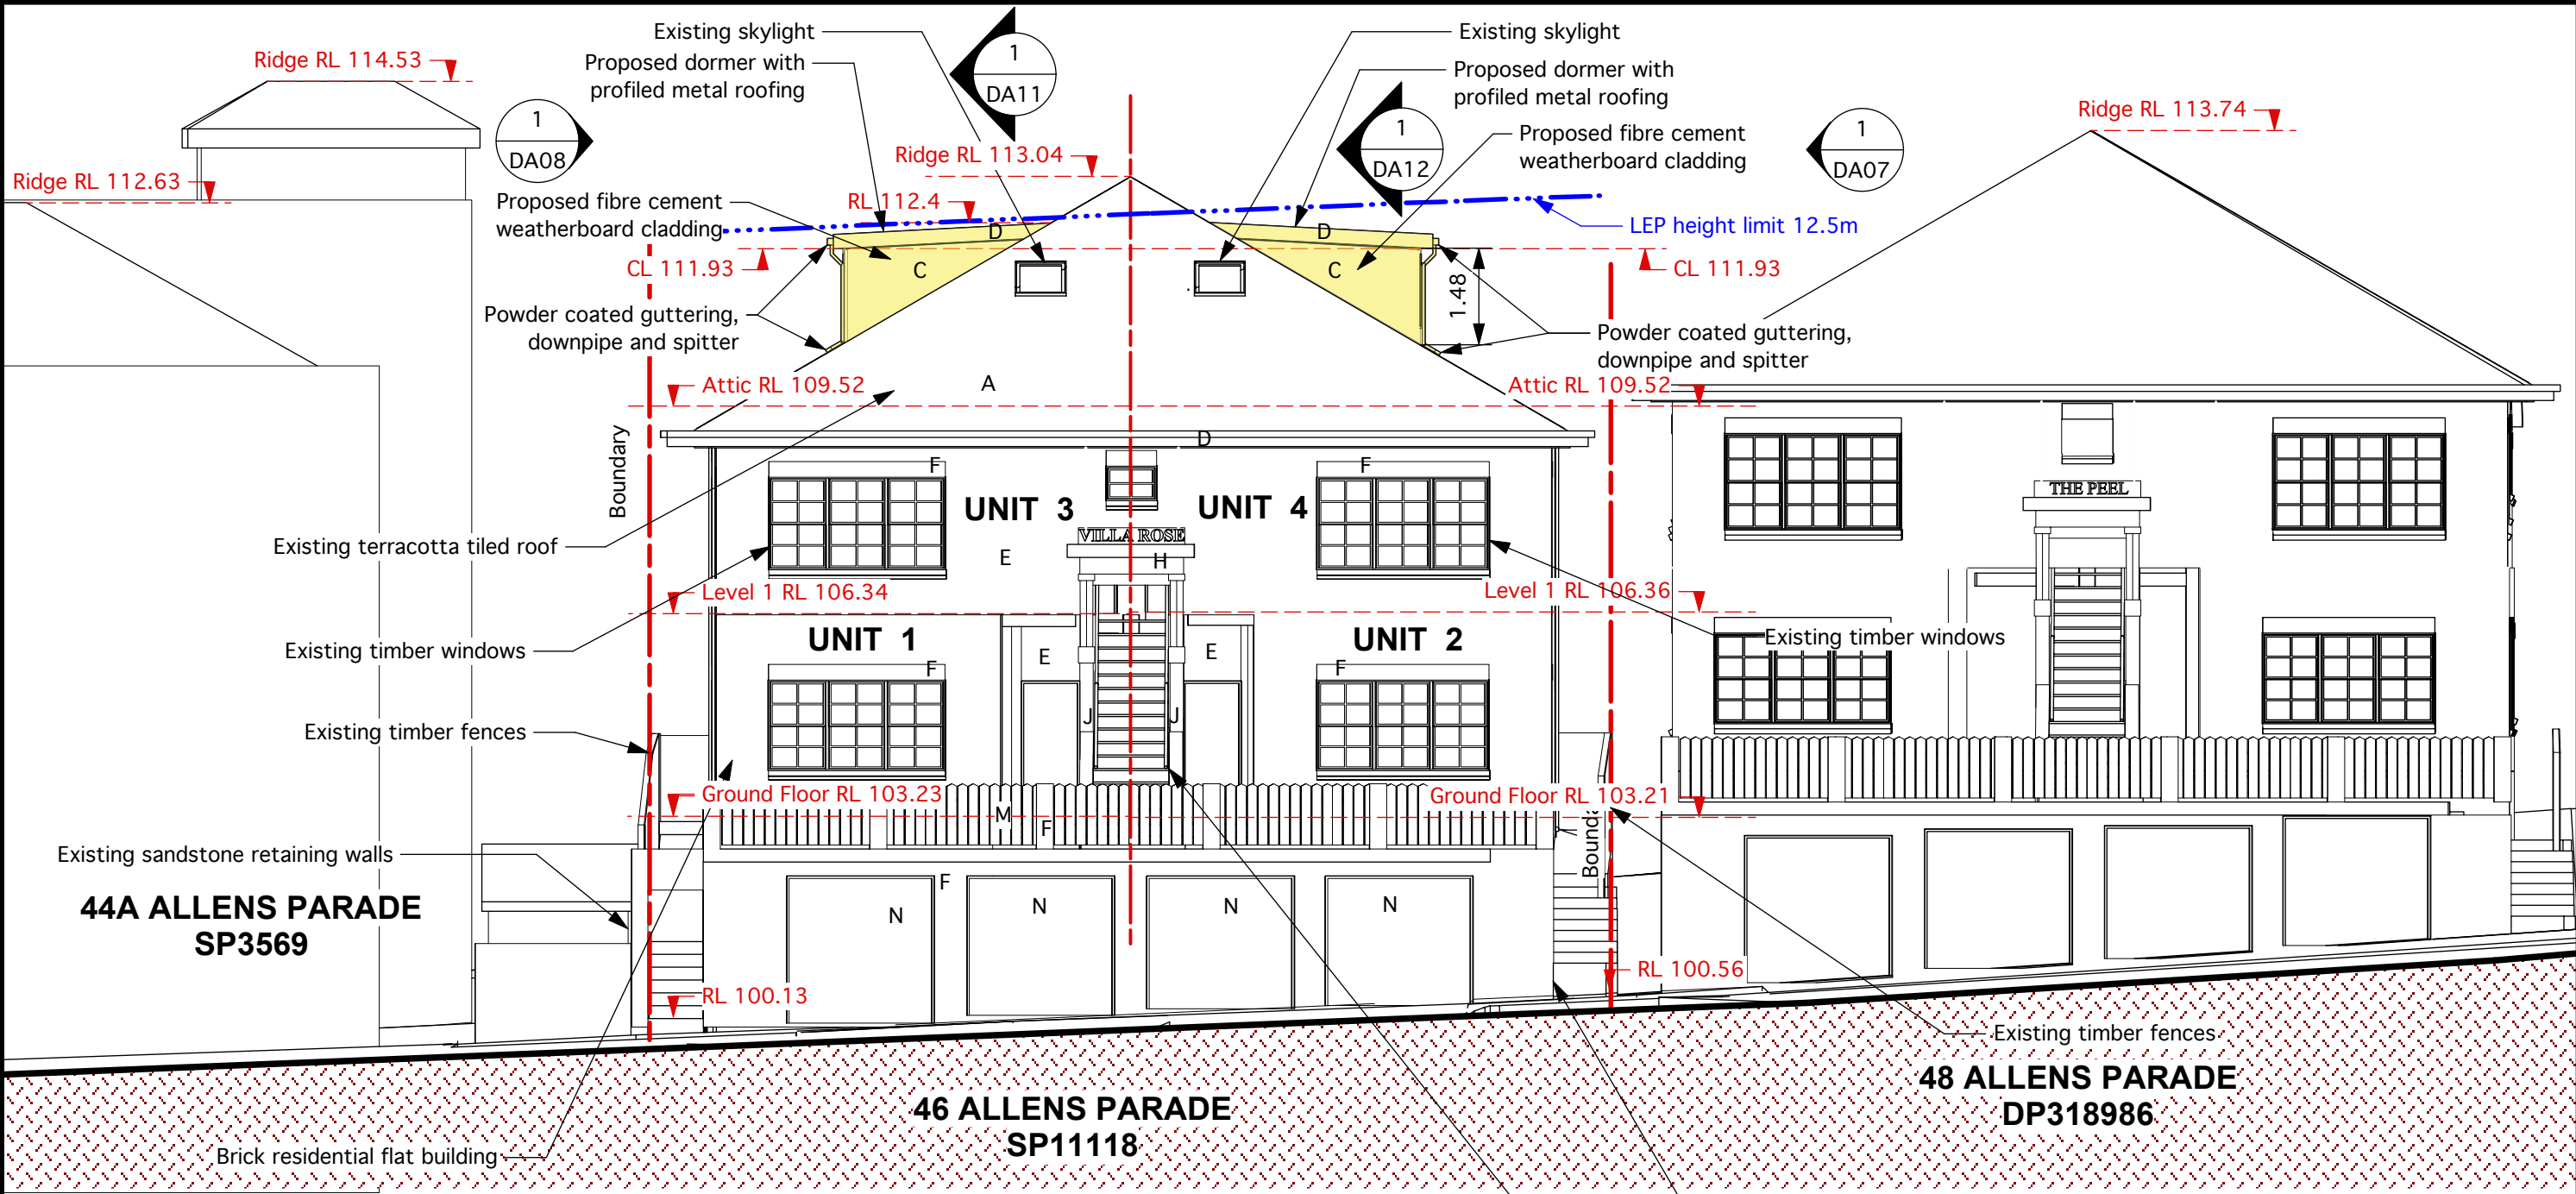 Existing skylight
Existing skylight
Ridge RL 114.53
Proposed dormer with
profiled metal roofing
1
DA11
Proposed dormer with
profiled metal roofing
Ridge RL 113.74
1
DA08
1
DA12
Proposed fibre cement
weatherboard cladding
1
DA07
Ridge RL 113.04
Ridge RL 112.63
Proposed fibre cement
weatherboard cladding
RL 112.4
LEP height limit 12.5m
D
D
CL 111.93
C
C
CL 111.93
1.48
Powder coated guttering,
downpipe and spitter
Powder coated guttering,
downpipe and spitter
Attic RL 109.52
A
Attic RL 109.52
Boundary
D
F
F
UNIT 3
UNIT 4
THE PEEL
VILLA ROSE
Existing terracotta tiled roof
E
H
Level 1 RL 106.34
Level 1 RL 106.36
UNIT 1
UNIT 2
Existing timber windows
Existing timber windows
E
E
F
F
J
J
Existing timber fences
Ground Floor RL 103.23
Ground Floor RL 103.21
M
F
Bounda
Existing sandstone retaining walls
F
44A ALLENS PARADE
SP3569
N
N
N
N
RL 100.56
RL 100.13
Existing timber fences
48 ALLENS PARADE
DP318986
46 ALLENS PARADE
SP11118
Brick residential flat building